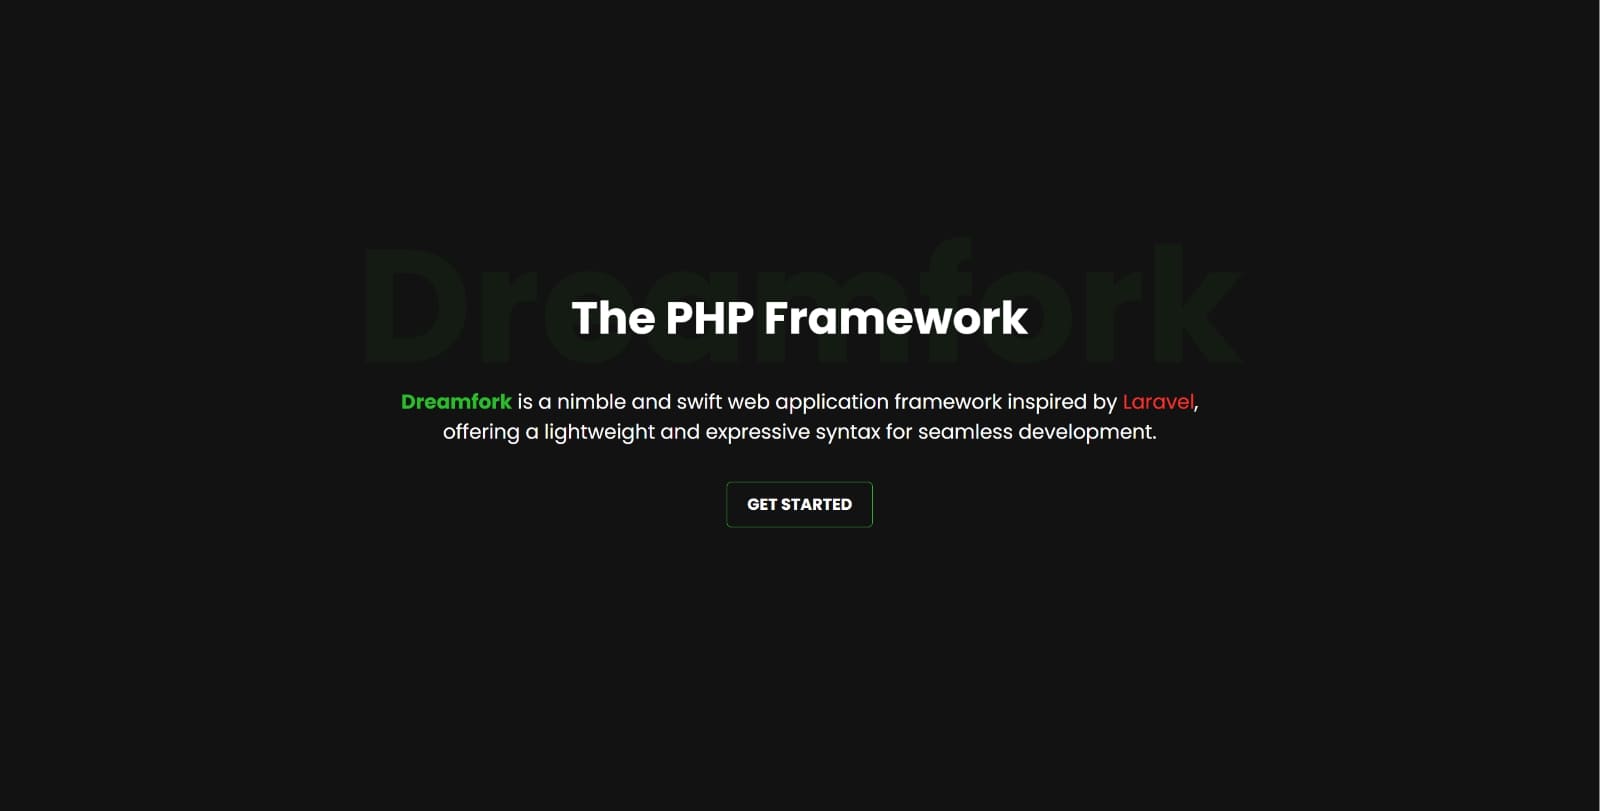 Dreamfork
The PHP Framework
Dreamfork is a nimble and swift web application framework inspired by Laravel,
offering a lightweight and expressive syntax for seamless development.
GET STARTED